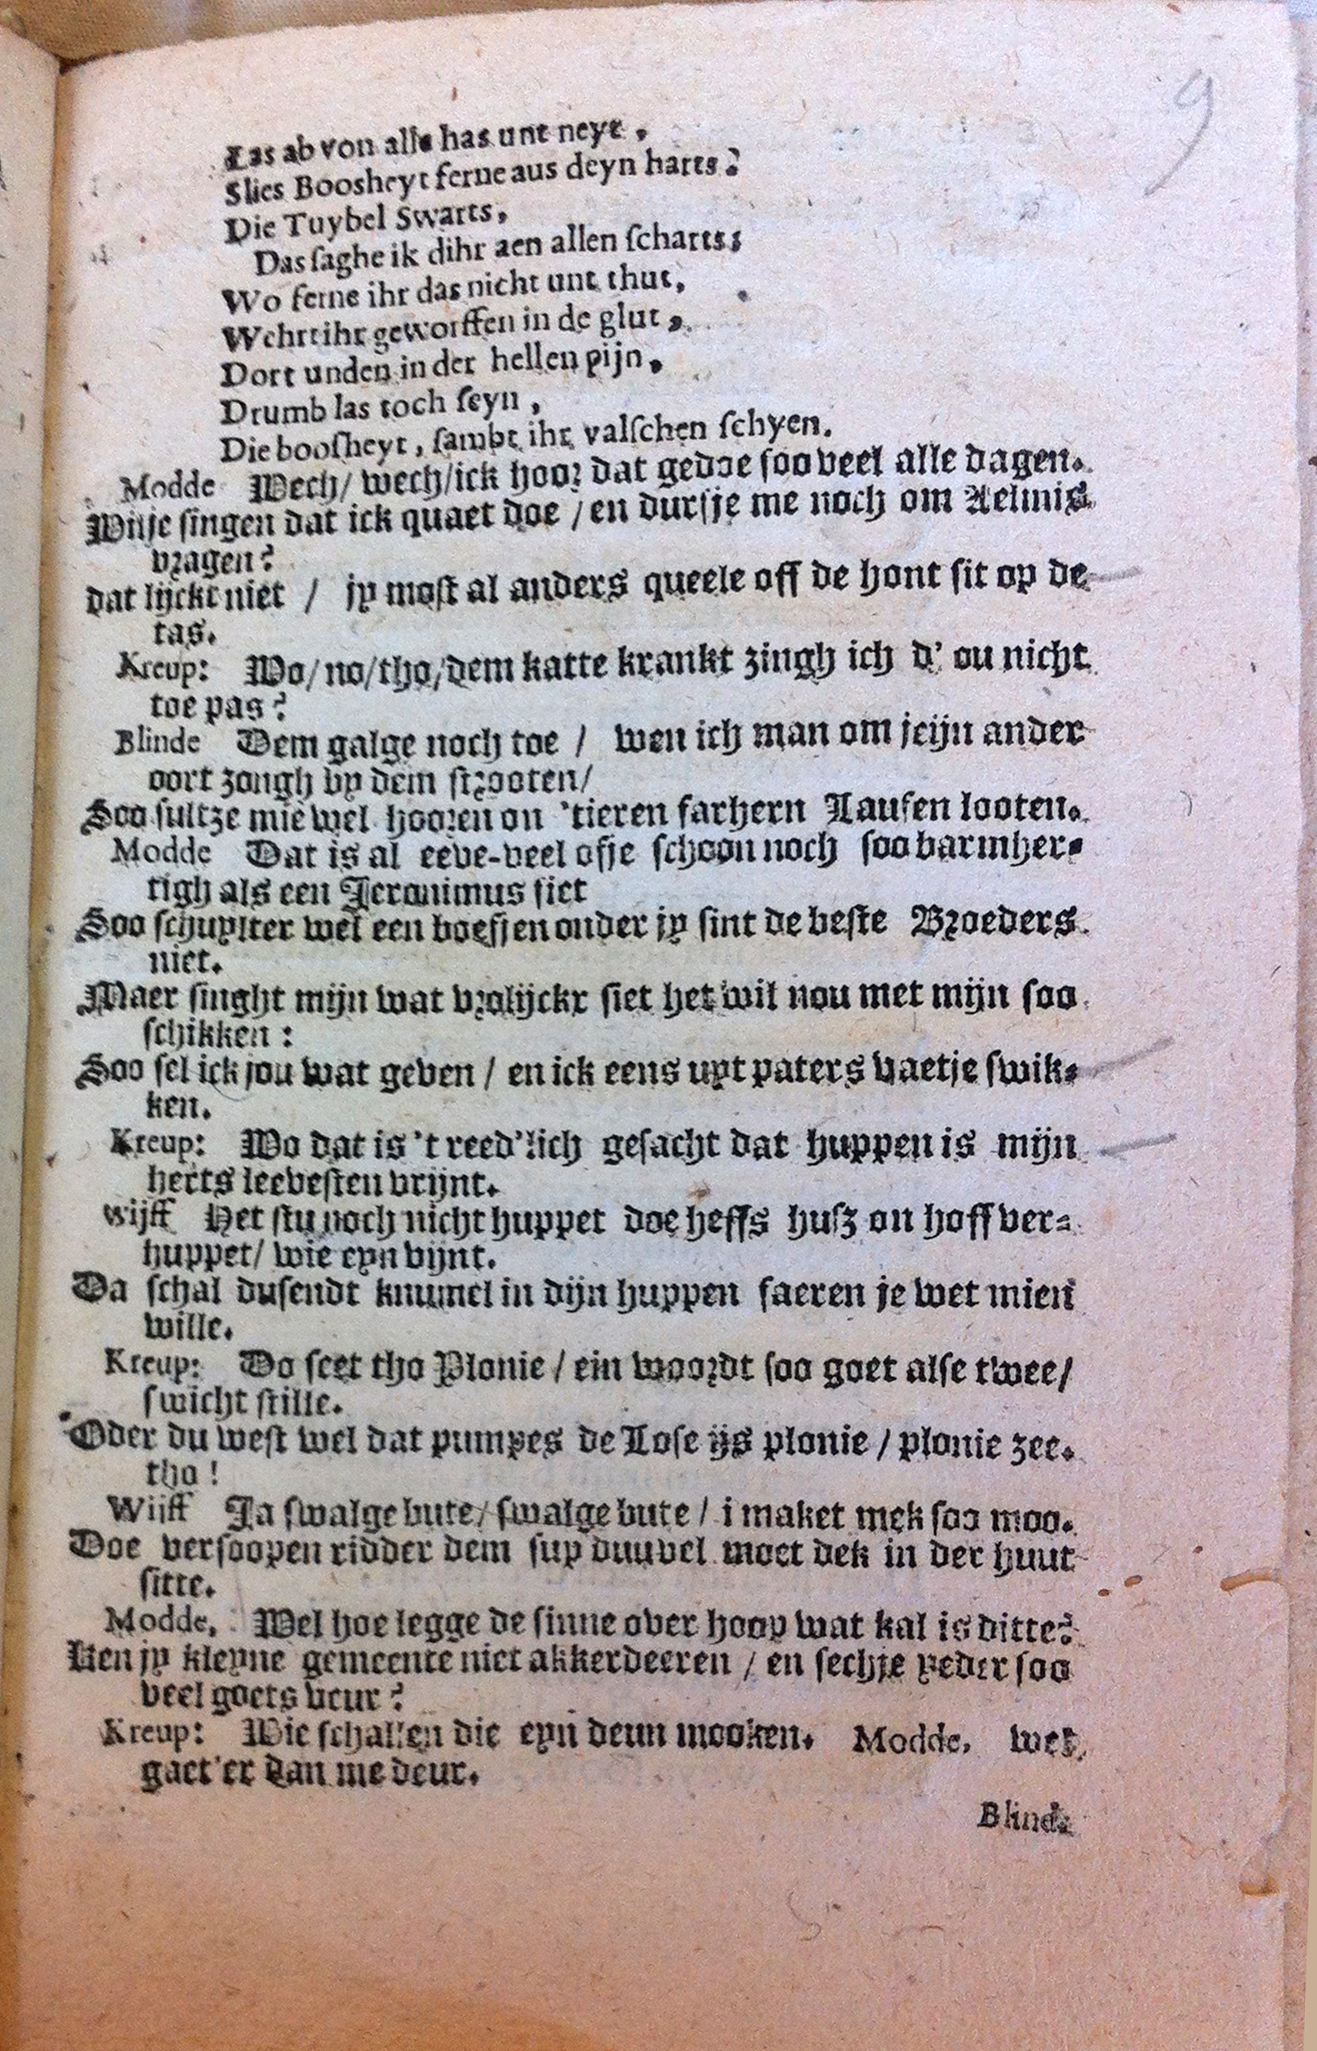 9
Las ab von alle has unt neyt,
Slies Boosheyt ferne aus deyn harts?
Die Tuybel Swarts,
Das saghe ik dihr aen allen scharts;
Wo ferne ihr das nicht unt thut,
Wehrt ihr geworffen in de glut,
Dort unden in der hellen pijn,
Drumb las toch seyn,
Die boosheyt, sambt ihr valschen schyen.
Modde Wech/ wech/ick hoor dat gedoe soo veel alle dagen.
Wilje singen dat ick quaet doe / en dursje me noch om Aelmis
vragen?
dat lijckt niet / jy most al anders queele off de hont sit op de
tas.
Kreup: Wo/ no/ tho/ dem katte krankt zingh ich d' ou nicht
toe pas?
Blinde Dem galge noch toe / wen ich man om jeijn ander
oort zongh by dem strooten/
Soo sultze mie wel hooren on 'tieren farhern Lausen looten.
Modde Dat is al eeve-veel ofje schoon noch soo barmher-
tigh als een Jeronimus siet
Soo schuylter wel een boefjen onder jy sint de beste Broeders
niet.
Maer singht mijn wat vrolijckx siet het wil nou met mijn soo
schikken:
Soo sel ick jou wat geven / en ick eens uyt paters vaetje swik-
ken.
Kreup: Wo dat is 't reed'lich gesacht dat huppen is mijn
herts leevesten vrijnt.
wijff Het stu noch nicht huppet doe heffs husz on hoff ver-
huppet/ wie eyn vijnt.
Da schal dusendt knumel in dijn huppen faeren je wet mien
wille.
Kreup: Do seet tho Plonie / ein woordt soo goet alse twee/
swicht stille.
Oder du west wel dat pumpes de Lose ijs plonie / plonie zee.
tho!
Wijff Ja swalge bute/ swalge bute / i maket mek soo moo.
Doe versoopen ridder dem sup duuvel moet dek in der huut
sitte.
Modde. Wel hoe legge de sinne over hoop wat kal is ditte?
Ken jy kleyne gemeente niet akkerdeeren / en sechje yeder soo
veel goets veur?
Kreup: Wie schallen die eyn deun mooken. Modde. wel
gaet'er dan me deur.
Blind.